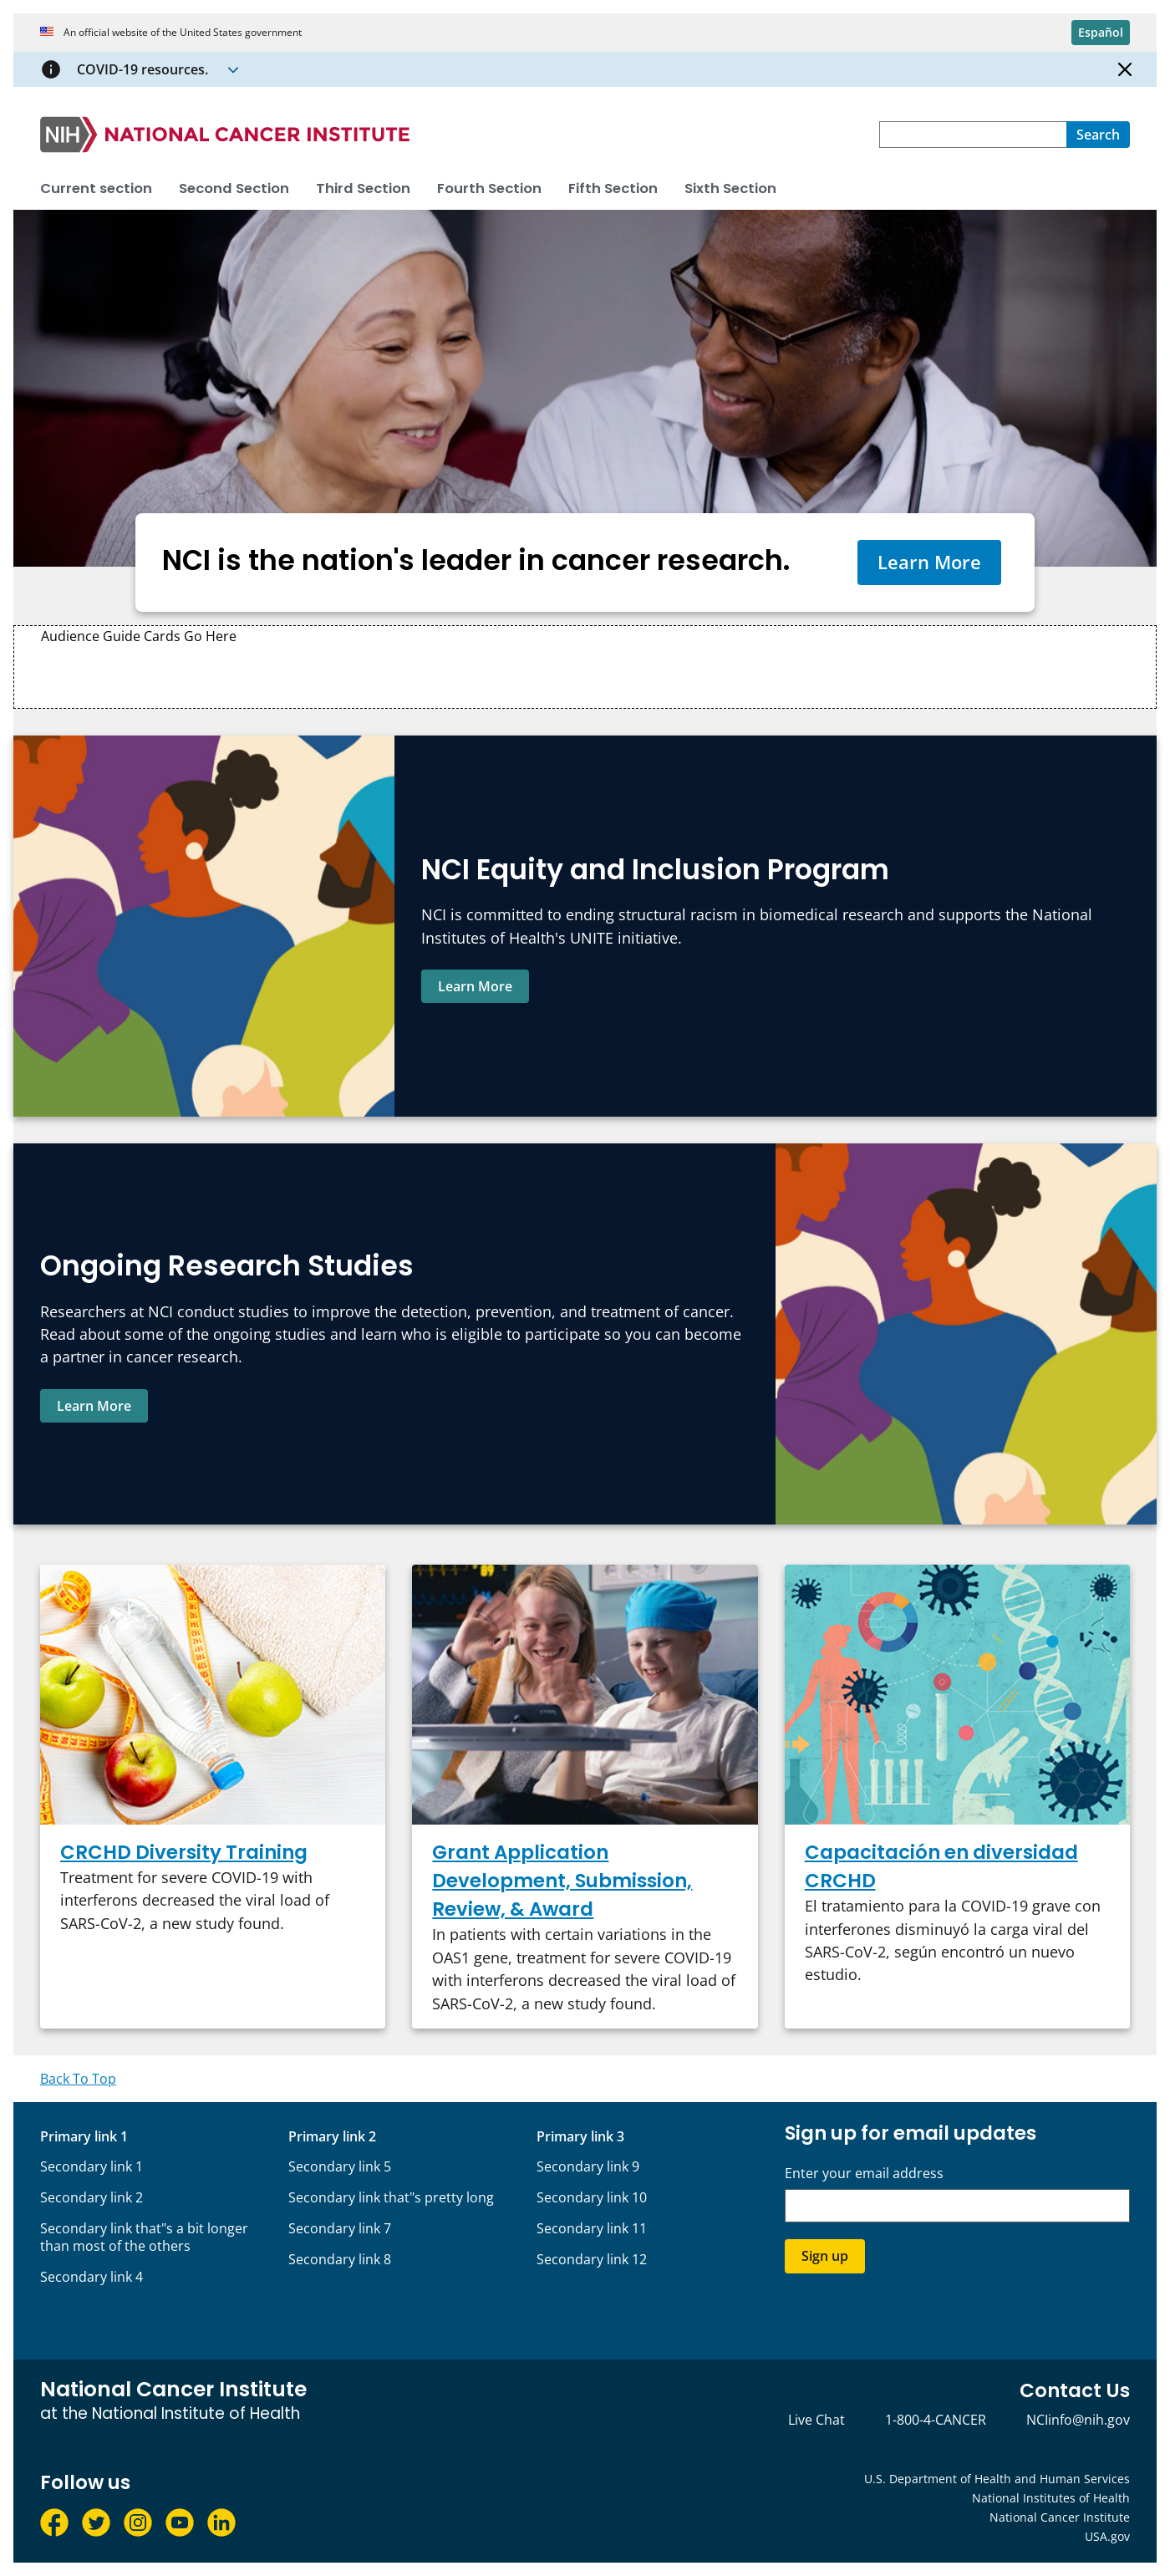 An official website of the United States government
Español
COVID-19 resources.
NIH NATIONAL CANCER INSTITUTE
Search
Current section Second Section Third Section Fourth Section Fifth Section Sixth Section
NCI is the nation's leader in cancer research.
Learn More
Audience Guide Cards Go Here
NCI Equity and Inclusion Program
NCI is committed to ending structural racism in biomedical research and supports the National
Institutes of Health's UNITE initiative.
Learn More
Ongoing Research Studies
Researchers at NCI conduct studies to improve the detection, prevention, and treatment of cancer.
Read about some of the ongoing studies and learn who is eligible to participate so you can become
a partner in cancer research.
Learn More
CRCHD Diversity Training
Treatment for severe COVID-19 with
interferons decreased the viral load of
SARS-CoV-2, a new study found.
Grant Application
Development, Submission,
Review, & Award
In patients with certain variations in the
OAS1 gene, treatment for severe COVID-19
with interferons decreased the viral load of
SARS-CoV-2, a new study found.
Capacitación en diversidad
CRCHD
El tratamiento para la COVID-19 grave con
interferones disminuyó la carga viral del
SARS-CoV-2, según encontró un nuevo
estudio.
Back To Top
Primary link 1
Secondary link 1
Secondary link 2
Secondary link that"s a bit longer
than most of the others
Secondary link 4
Primary link 2
Secondary link 5
Secondary link that"s pretty long
Secondary link 7
Secondary link 8
Primary link 3
Secondary link 9
Secondary link 10
Secondary link 11
Secondary link 12
Sign up for email updates
Enter your email address
Sign up
National Cancer Institute
at the National Institute of Health
Contact Us
Live Chat 1-800-4-CANCER NCIinfo@nih.gov
Follow us
U.S. Department of Health and Human Services
National Institutes of Health
National Cancer Institute
USA.gov